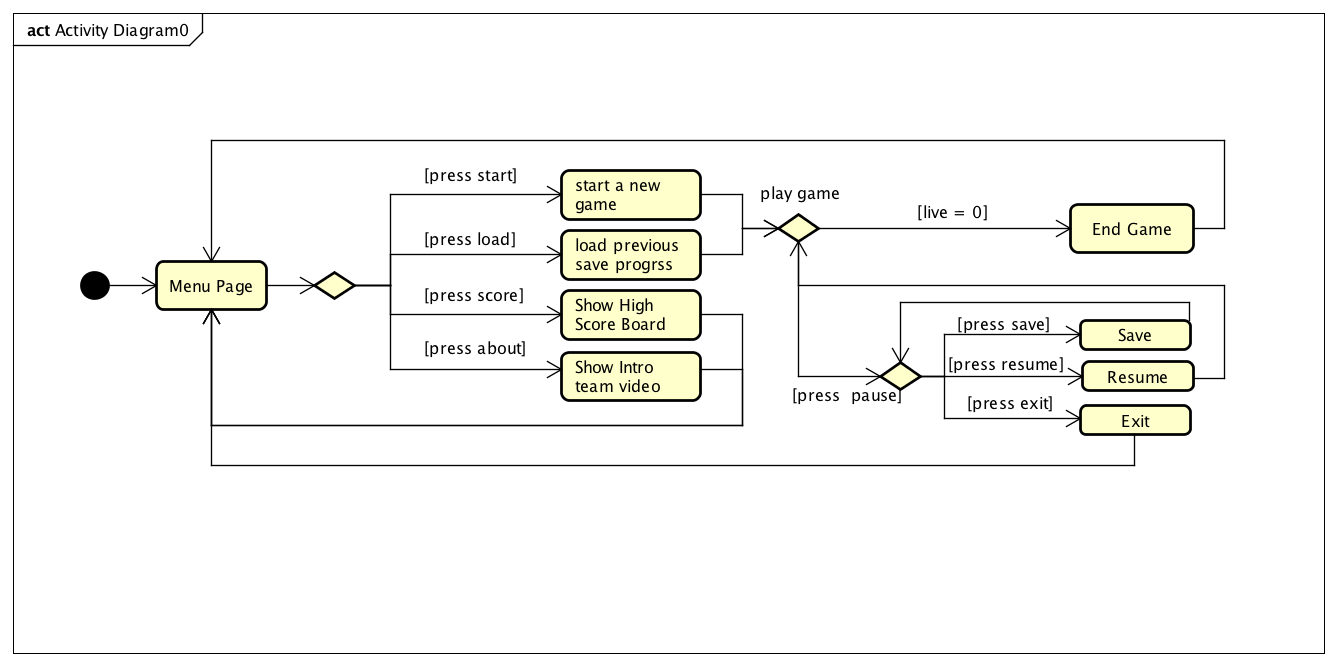 act Activity Diagram0
[press start]
start a new
game
play game
[live = 0]
End Game
[press load]
load previous
save progrss
Menu Page
[press score]
Show High
Score Board
[press about]
Show Intro
team video
[press save]
Save
[press resume]
Resume
[press  pause]
[press exit]
Exit